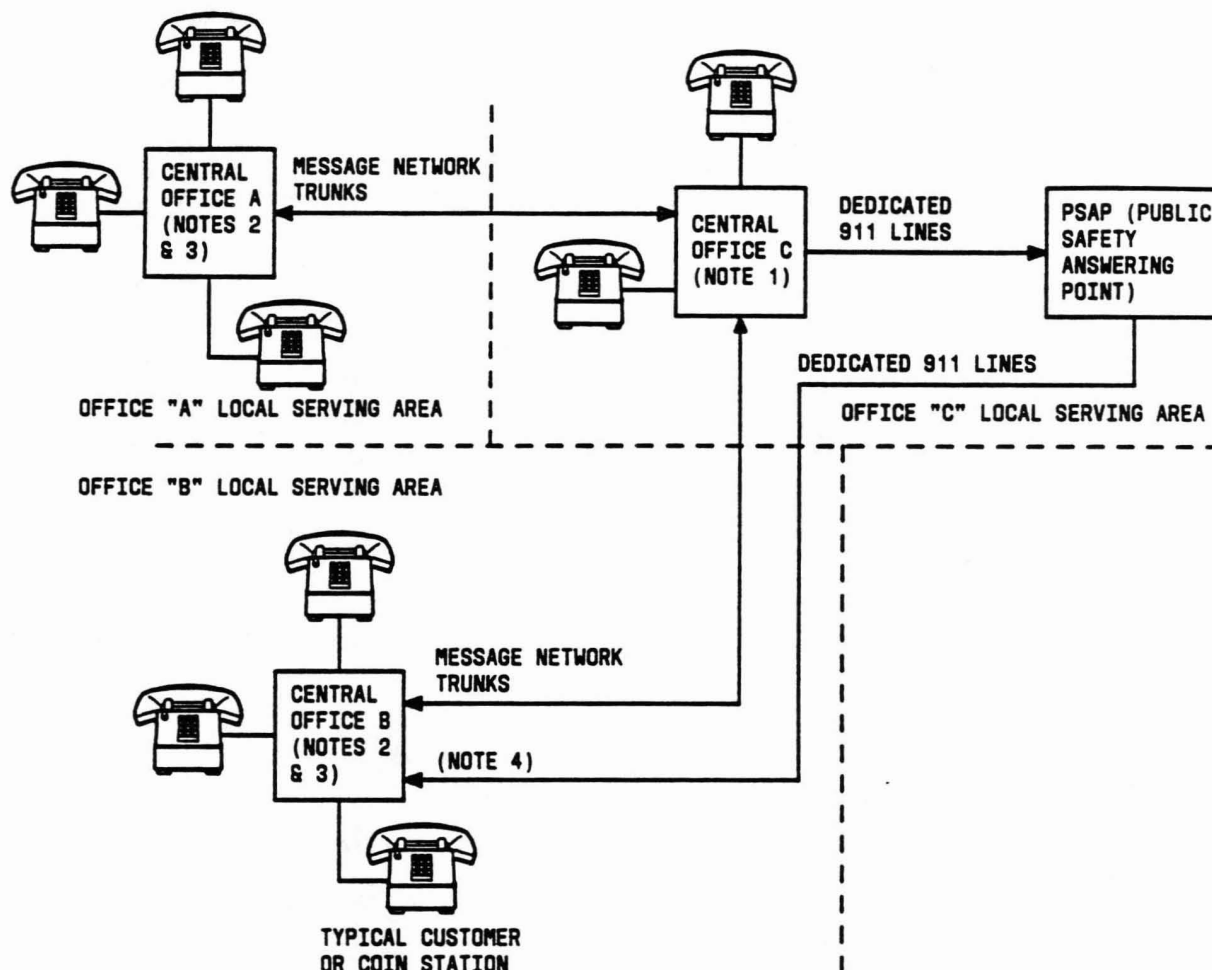 CENTRAL
OFFICE A
(NOTES 2
& 3)
MESSAGE NETWORK
TRUNKS
CENTRAL
OFFICE C
(NOTE 1)
DEDICATED
911 LINES
PSAP (PUBLIC
SAFETY
ANSWERING
POINT)
DEDICATED 911 LINES
OFFICE "A" LOCAL SERVING AREA
OFFICE "C" LOCAL SERVING AREA
OFFICE "B" LOCAL SERVING AREA
MESSAGE NETWORK
TRUNKS
CENTRAL
OFFICE B
(NOTES 2
& 3)
(NOTE 4)
TYPICAL CUSTOMER
OR COIN STATION